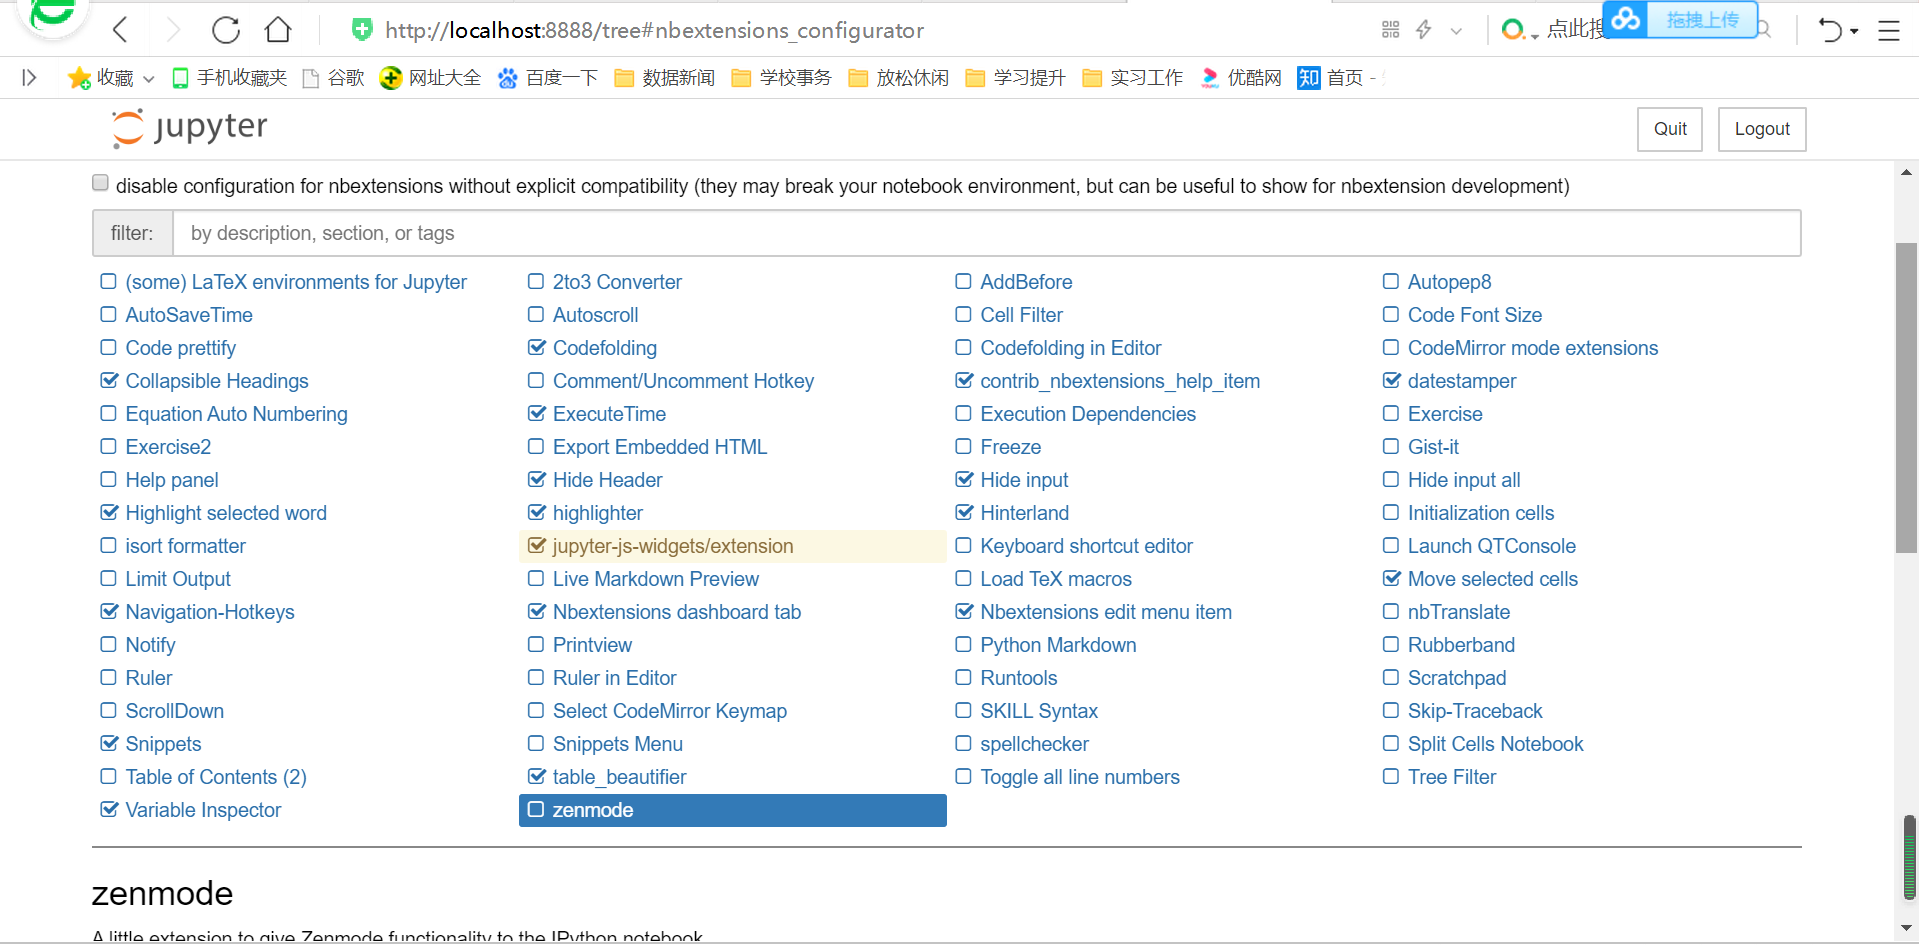 http://localhost:8888/tree#nbextensions_configurator
点此搜
拖拽上传
收藏 手机收藏夹 谷歌 网址大全 百度一下 数据新闻 学校事务 放松休闲 学习提升 实习工作 优酷网 知 首页 -
jupyter
Quit
Logout
disable configuration for nbextensions without explicit compatibility (they may break your notebook environment, but can be useful to show for nbextension development)
filter: by description, section, or tags
(some) LaTeX environments for Jupyter 2to3 Converter AddBefore Autopep8
AutoSaveTime Autoscroll Cell Filter Code Font Size
Code prettify Codefolding Codefolding in Editor CodeMirror mode extensions
Collapsible Headings Comment/Uncomment Hotkey contrib_nbextensions_help_item datestamper
Equation Auto Numbering ExecuteTime Execution Dependencies Exercise
Exercise2 Export Embedded HTML Freeze Gist-it
Help panel Hide Header Hide input Hide input all
Highlight selected word highlighter Hinterland Initialization cells
isort formatter jupyter-js-widgets/extension Keyboard shortcut editor Launch QTConsole
Limit Output Live Markdown Preview Load TeX macros Move selected cells
Navigation-Hotkeys Nbextensions dashboard tab Nbextensions edit menu item nbTranslate
Notify Printview Python Markdown Rubberband
Ruler Ruler in Editor Runtools Scratchpad
ScrollDown Select CodeMirror Keymap SKILL Syntax Skip-Traceback
Snippets Snippets Menu spellchecker Split Cells Notebook
Table of Contents (2) table_beautifier Toggle all line numbers Tree Filter
Variable Inspector zenmode
zenmode
A little extension to give Zenmode functionality to the IPython notebook